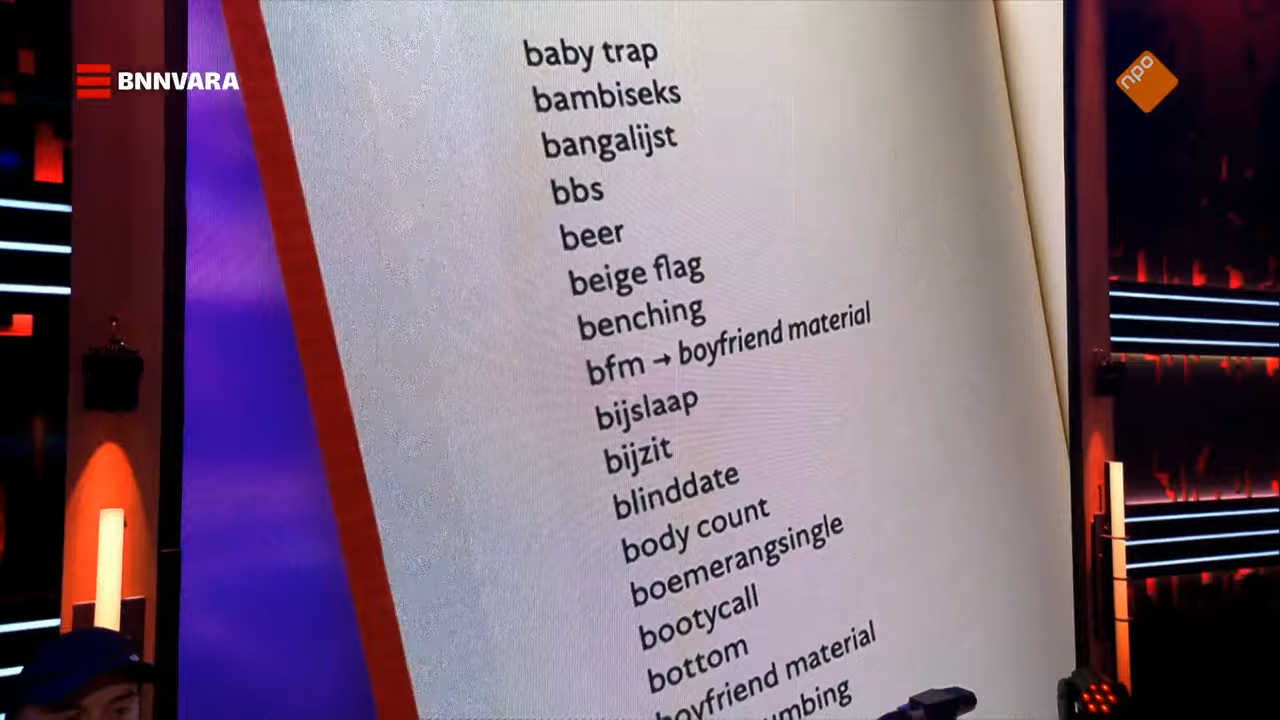 BNNVARA
npo
baby trap
bambiseks
bangalijst
bbs
beer
beige flag
benching
bfm → boyfriend material
bijslaap
bijzit
blinddate
body count
boemerangsingle
bootycall
bottom
boyfriend material